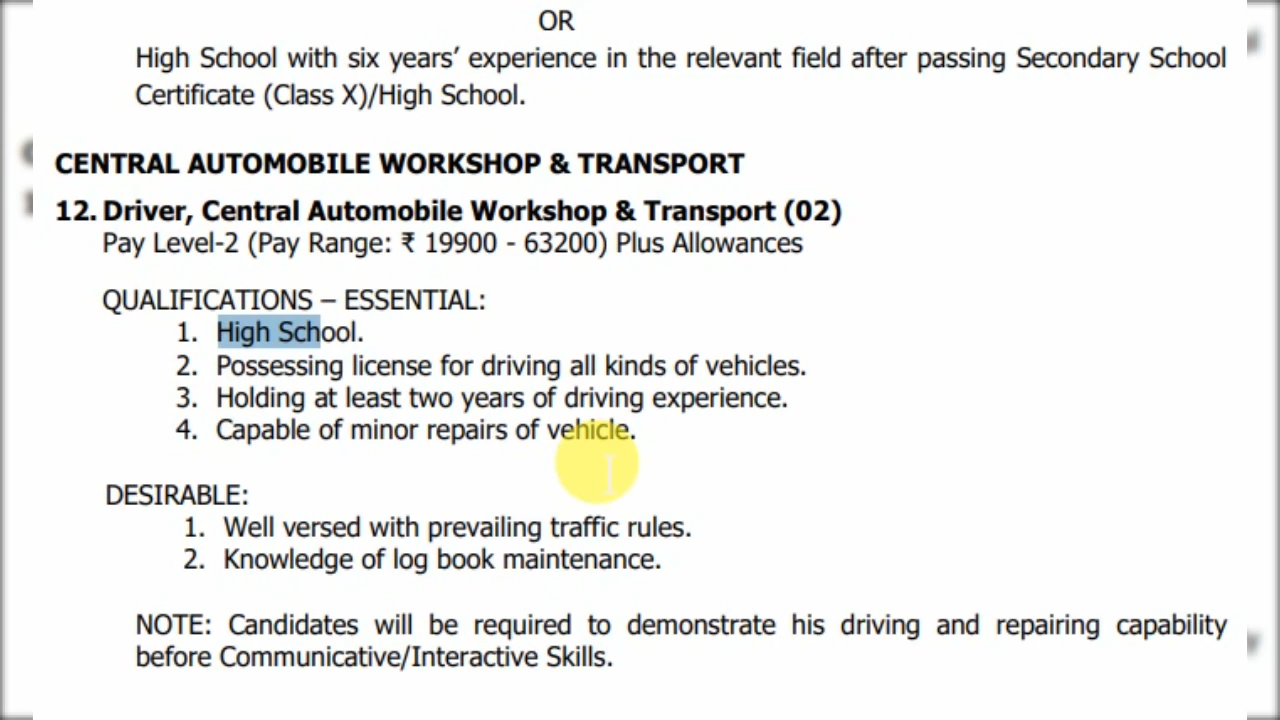 OR
High School with six years’ experience in the relevant field after passing Secondary School
Certificate (Class X)/High School.
CENTRAL AUTOMOBILE WORKSHOP & TRANSPORT
12. Driver, Central Automobile Workshop & Transport (02)
Pay Level-2 (Pay Range: ₹ 19900 - 63200) Plus Allowances
QUALIFICATIONS – ESSENTIAL:
1. High School.
2. Possessing license for driving all kinds of vehicles.
3. Holding at least two years of driving experience.
4. Capable of minor repairs of vehicle.
DESIRABLE:
1. Well versed with prevailing traffic rules.
2. Knowledge of log book maintenance.
NOTE: Candidates will be required to demonstrate his driving and repairing capability
before Communicative/Interactive Skills.